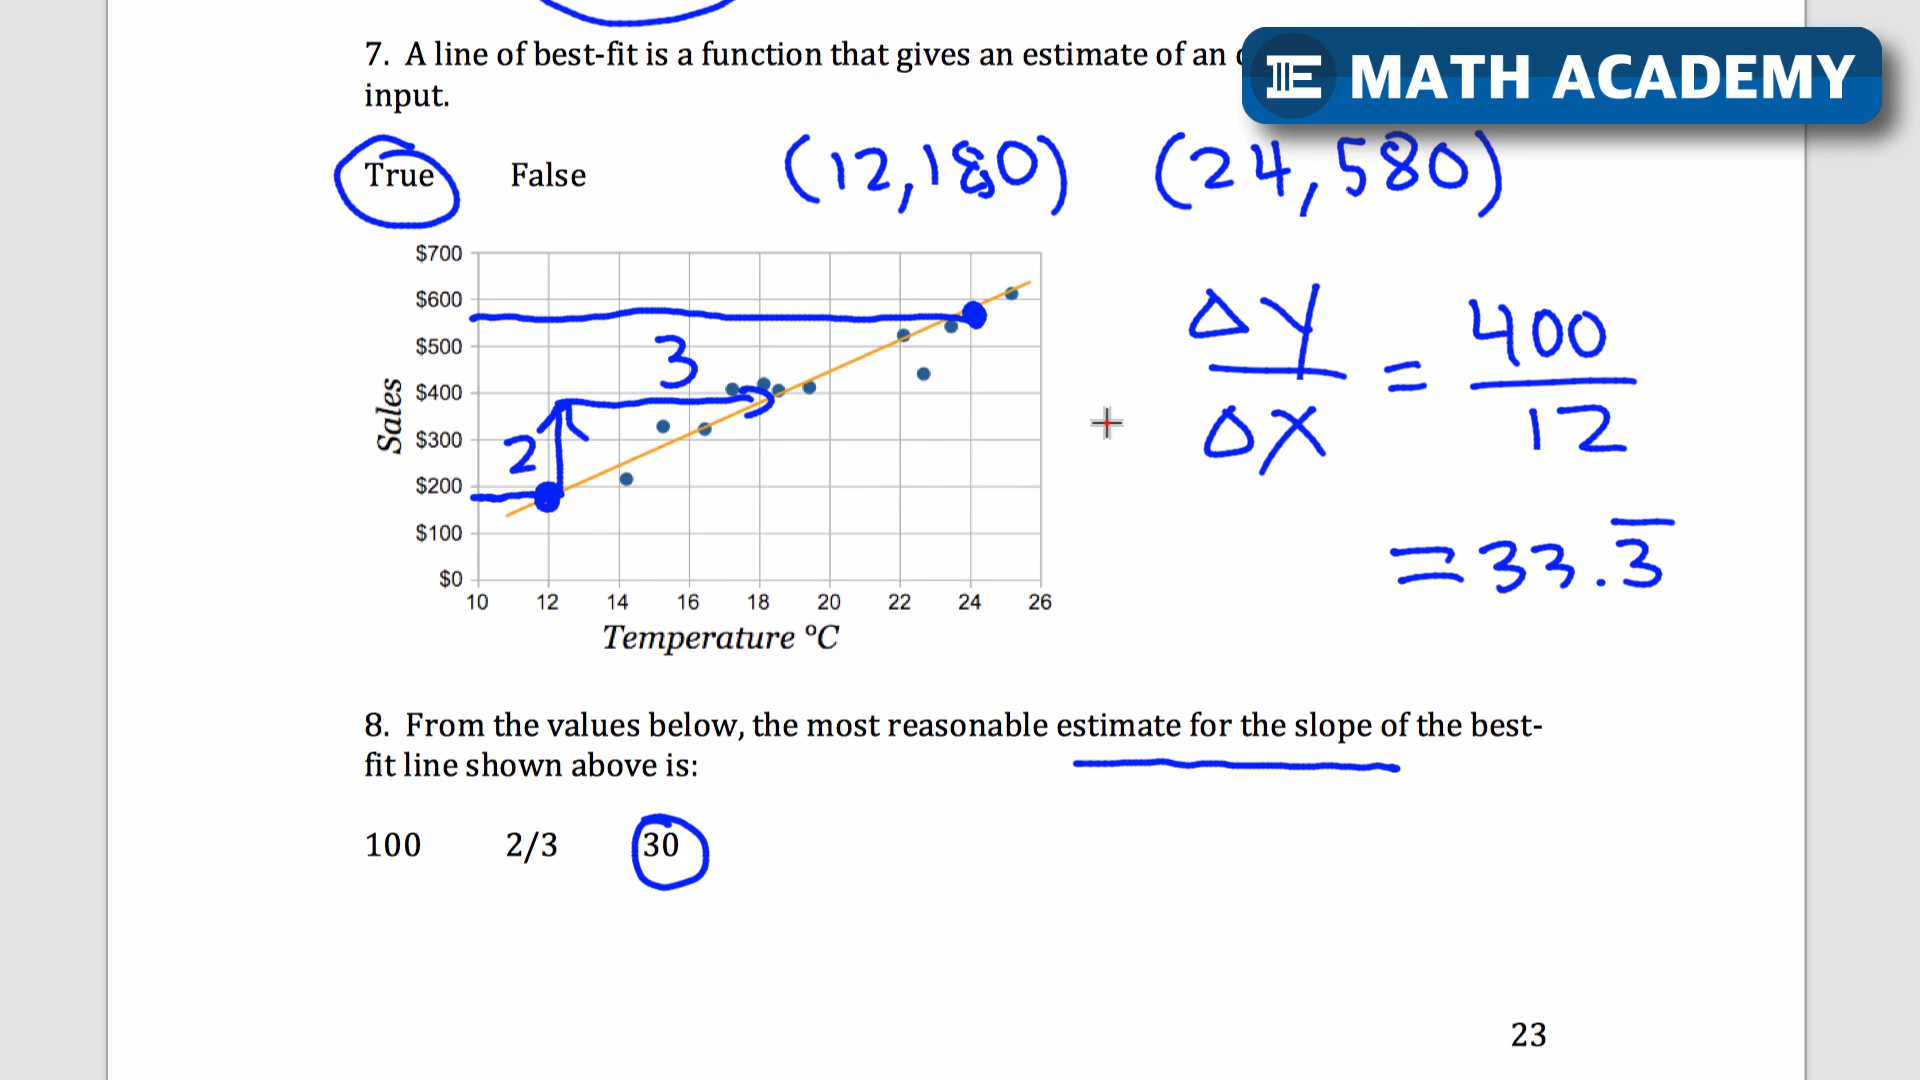 7. A line of best-fit is a function that gives an estimate of an
MATH ACADEMY
input.
True False (12,180) (24,580)
$700
$600
$500
$400
$300
$200
$100
$0
Sales
3
2
10 12 14 16 18 20 22 24 26
Temperature °C
ΔY/ΔX = 400/12
= 33.3̅
8. From the values below, the most reasonable estimate for the slope of the best-
fit line shown above is:
100 2/3 30
23